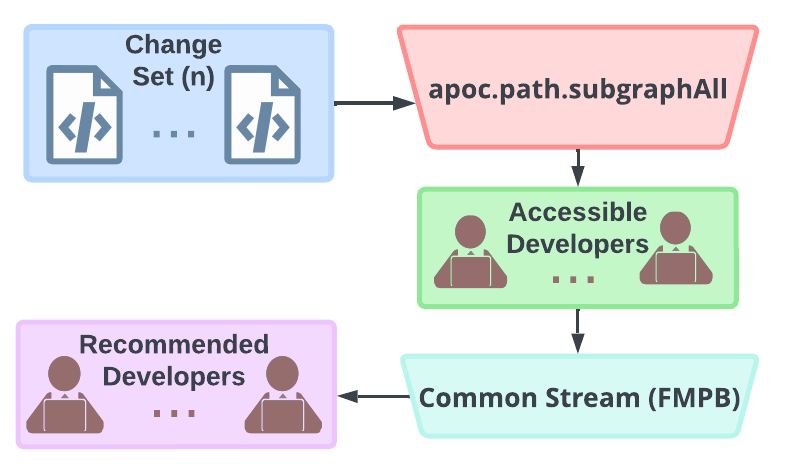 Change
Set (n)
...
apoc.path.subgraphAll
Accessible
Developers
...
Recommended
Developers
...
Common Stream (FMPB)